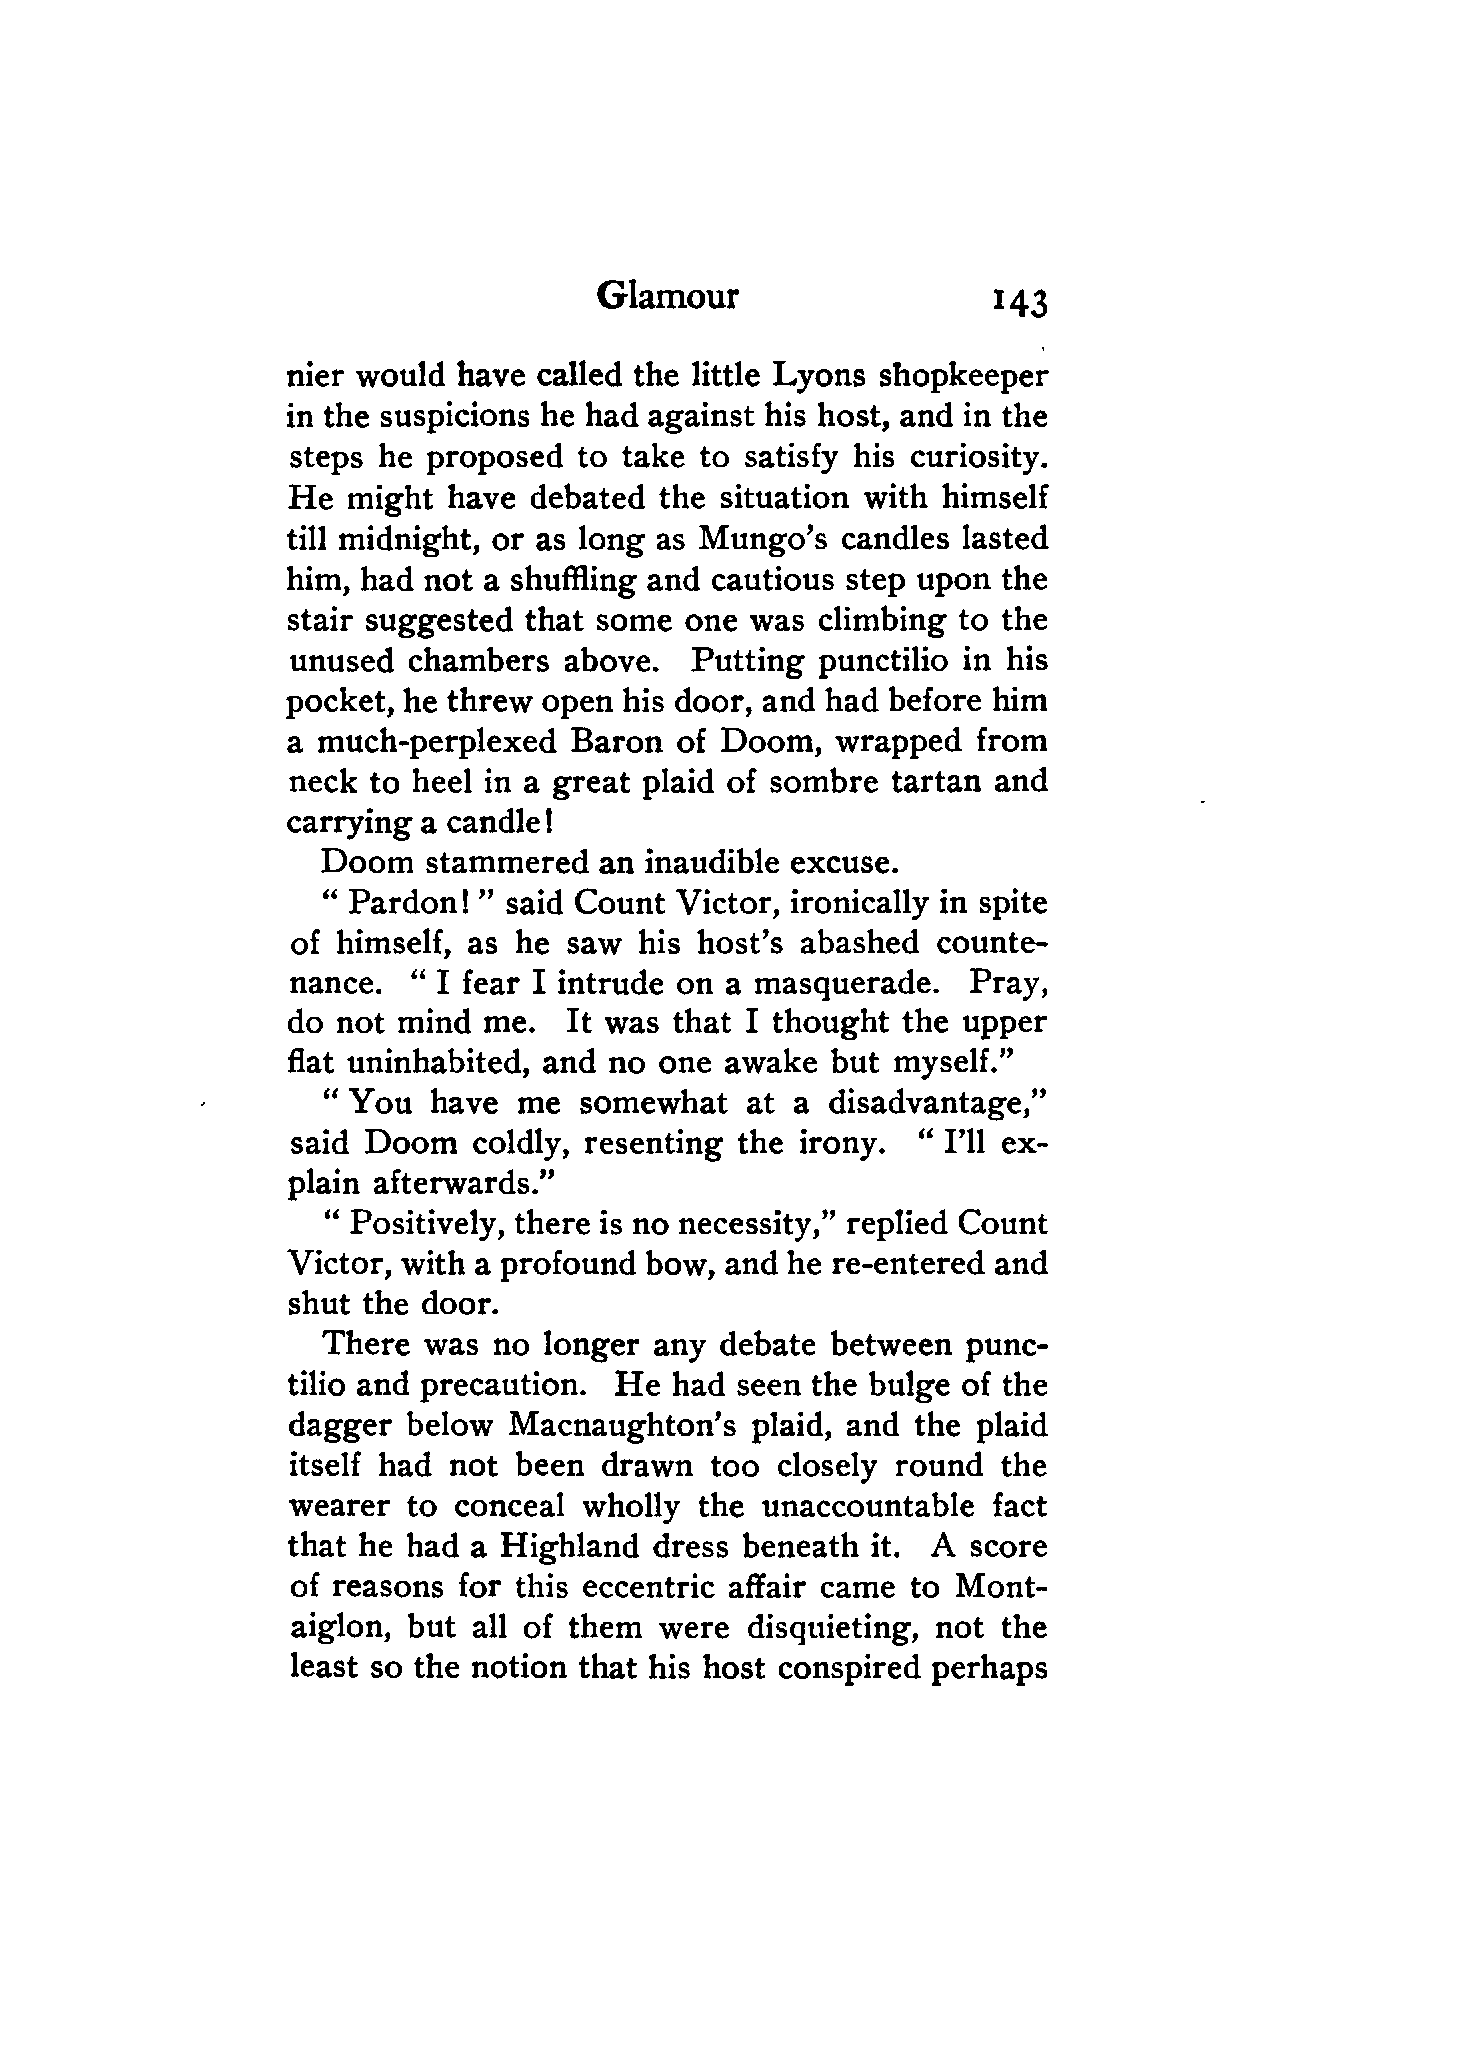 Glamour 143
nier would have called the little Lyons shopkeeper
in the suspicions he had against his host, and in the
steps he proposed to take to satisfy his curiosity.
He might have debated the situation with himself
till midnight, or as long as Mungo's candles lasted
him, had not a shuffling and cautious step upon the
stair suggested that some one was climbing to the
unused chambers above. Putting punctilio in his
pocket, he threw open his door, and had before him
a much-perplexed Baron of Doom, wrapped from
neck to heel in a great plaid of sombre tartan and
carrying a candle!
Doom stammered an inaudible excuse.
“ Pardon! ” said Count Victor, ironically in spite
of himself, as he saw his host's abashed counte-
nance. “ I fear I intrude on a masquerade. Pray,
do not mind me. It was that I thought the upper
flat uninhabited, and no one awake but myself.”
“ You have me somewhat at a disadvantage,”
said Doom coldly, resenting the irony. “ I'll ex-
plain afterwards.”
“ Positively, there is no necessity,” replied Count
Victor, with a profound bow, and he re-entered and
shut the door.
There was no longer any debate between punc-
tilio and precaution. He had seen the bulge of the
dagger below Macnaughton's plaid, and the plaid
itself had not been drawn too closely round the
wearer to conceal wholly the unaccountable fact
that he had a Highland dress beneath it. A score
of reasons for this eccentric affair came to Mont-
aiglon, but all of them were disquieting, not the
least so the notion that his host conspired perhaps